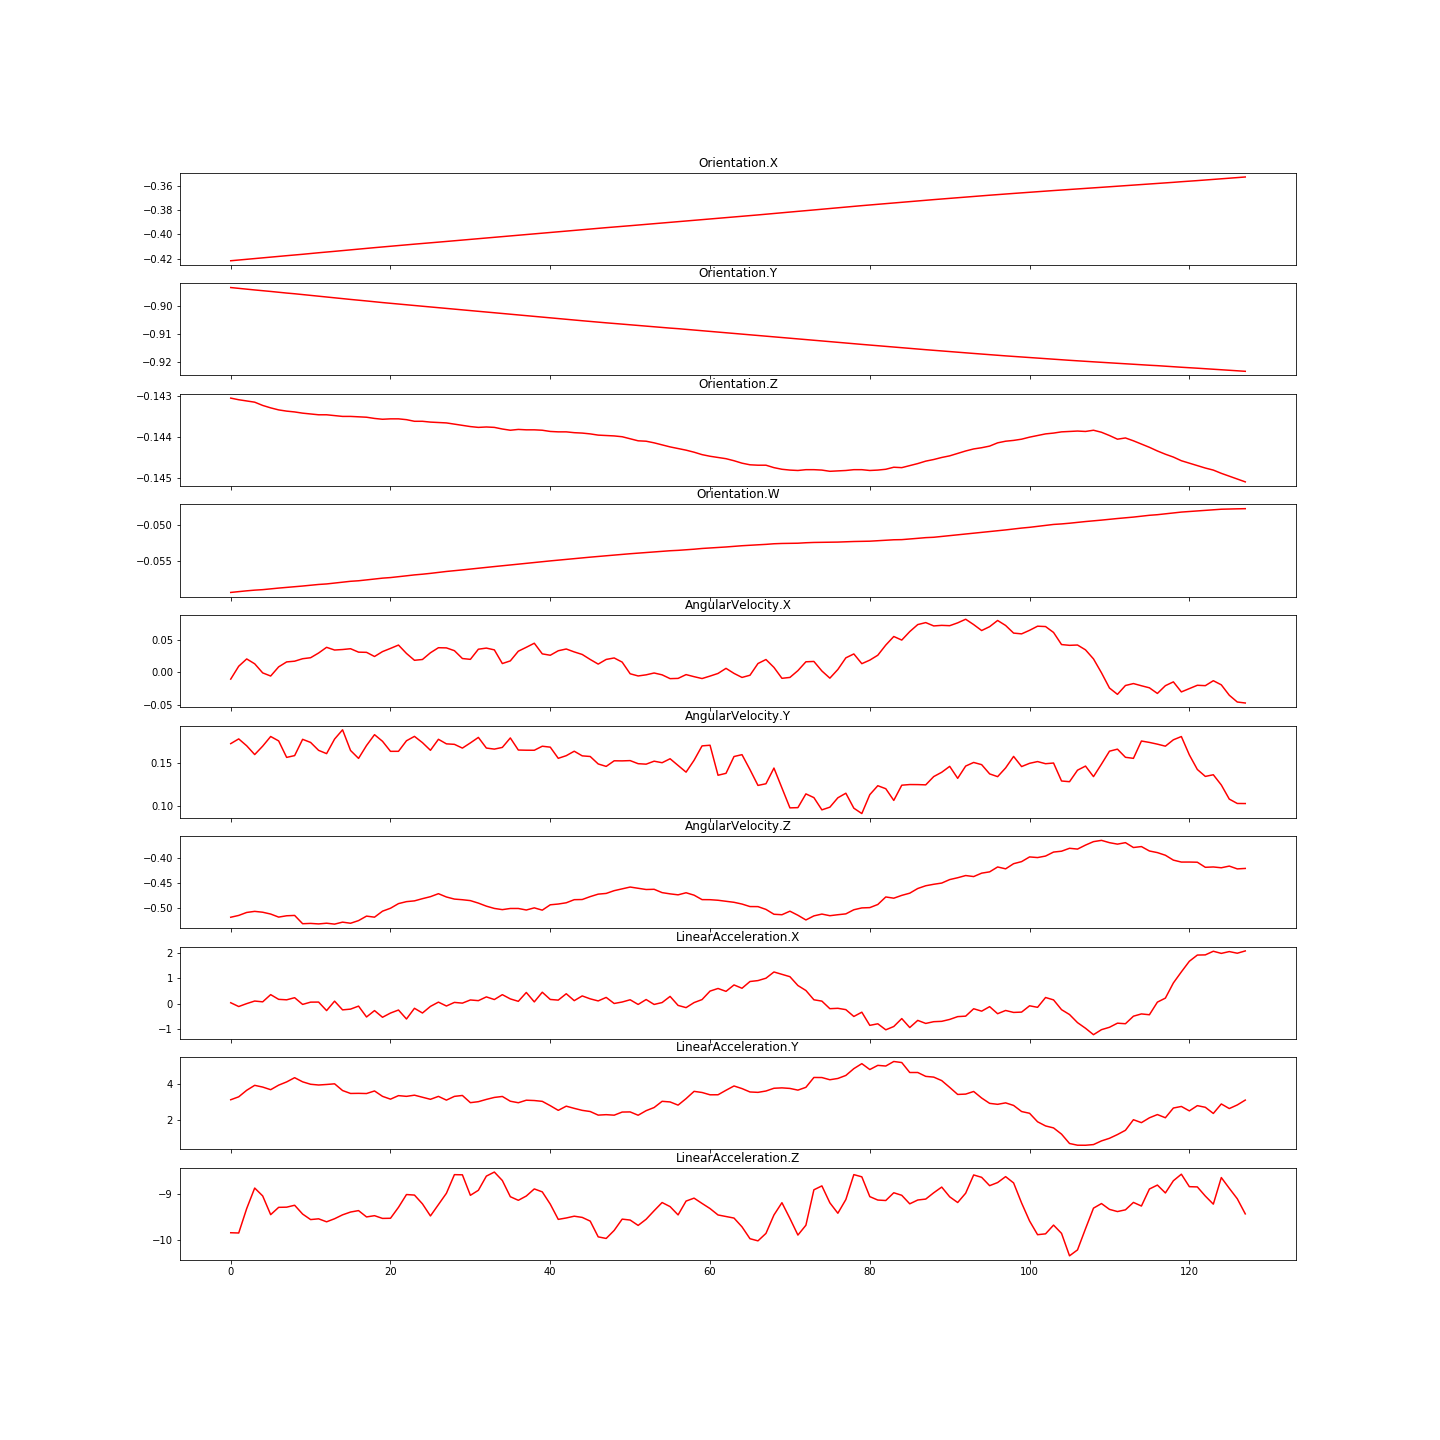 Orientation.X
−0.36
−0.38
−0.40
−0.42
Orientation.Y
−0.90
−0.91
−0.92
Orientation.Z
−0.143
−0.144
−0.145
Orientation.W
−0.050
−0.055
AngularVelocity.X
0.05
0.00
−0.05
AngularVelocity.Y
0.15
0.10
AngularVelocity.Z
−0.40
−0.45
−0.50
LinearAcceleration.X
2
1
0
−1
LinearAcceleration.Y
4
2
LinearAcceleration.Z
−9
−10
0 20 40 60 80 100 120